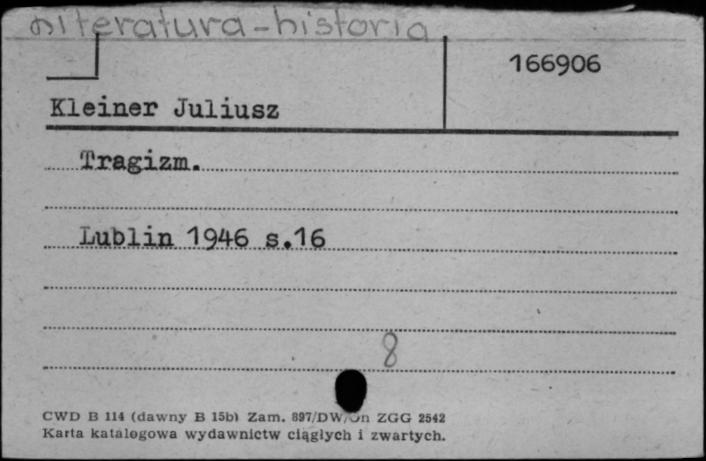 Literatura-historia
166906
Kleiner Juliusz
Tragizm.
Lublin 1946 s.16
8
CWD B 114 (dawny B 15b) Zam. 897/DW/ ZGG 2542
Karta katalogowa wydawnictw ciągłych i zwartych.